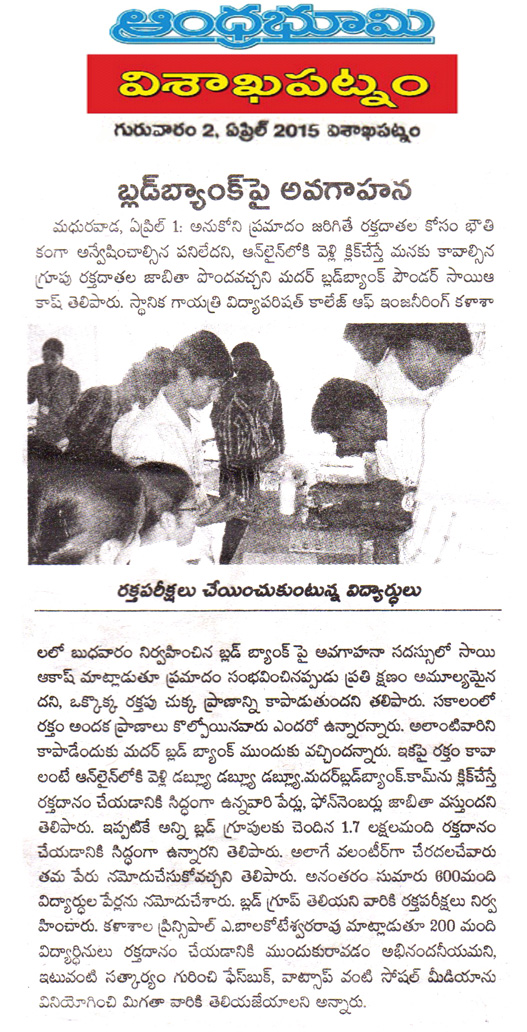 ఆంధ్రభూమి
విశాఖపట్నం
గురువారం 2, ఏప్రిల్ 2015 విశాఖపట్నం
బ్లడ్‌బ్యాంక్‌పై అవగాహన
మధురవాడ, ఏప్రిల్ 1: అనుకోని ప్రమాదం జరిగితే రక్తదాతల కోసం భౌతి
కంగా అన్వేషించాల్సిన పనిలేదని, ఆన్‌లైన్‌లోకి వెళ్లి క్లిక్‌చేస్తే మనకు కావాల్సిన
గ్రూపు రక్తదాతల జాబితా పొందవచ్చని మదర్ బ్లడ్‌బ్యాంక్ ఫౌండర్ సాయిఆ
కాష్ తెలిపారు. స్థానిక గాయత్రి విద్యాపరిషత్ కాలేజ్ ఆఫ్ ఇంజనీరింగ్ కళాశా
రక్తపరీక్షలు చేయించుకుంటున్న విద్యార్థులు
లలో బుధవారం నిర్వహించిన బ్లడ్ బ్యాంక్ పై అవగాహనా సదస్సులో సాయి
ఆకాష్ మాట్లాడుతూ ప్రమాదం సంభవించినప్పుడు ప్రతి క్షణం అమూల్యమైన
దని, ఒక్కొక్క రక్తపు చుక్క ప్రాణాన్ని కాపాడుతుందని తలిపారు. సకాలంలో
రక్తం అందక ప్రాణాలు కోల్పోయినవారు ఎందరో ఉన్నారన్నారు. అలాంటివారిని
కాపాడేందుకు మదర్ బ్లడ్ బ్యాంక్ ముందుకు వచ్చిందన్నారు. ఇకపై రక్తం కావా
లంటే ఆన్‌లైన్‌లోకి వెళ్లి డబ్ల్యూ డబ్ల్యూ డబ్ల్యూ.మదర్‌బ్లడ్‌బ్యాంక్.కామ్‌ను క్లిక్‌చేస్తే
రక్తదానం చేయడానికి సిద్ధంగా ఉన్నవారి పేర్లు, ఫోన్‌నెంబర్లు జాబితా వస్తుందని
తెలిపారు. ఇప్పటికే అన్ని బ్లడ్ గ్రూపులకు చెందిన 1.7 లక్షలమంది రక్తదానం
చేయడానికి సిద్ధంగా ఉన్నారని తెలిపారు. అలాగే వలంటీర్‌గా చేరదలచేవారు
తమ పేరు నమోదుచేసుకోవచ్చని తెలిపారు. అనంతరం సుమారు 600మంది
విద్యార్థుల పేర్లను నమోదుచేశారు. బ్లడ్ గ్రూప్ తెలియని వారికి రక్తపరీక్షలు నిర్వ
హించారు. కళాశాల ప్రిన్సిపాల్ ఎ.బాలకోటేశ్వరరావు మాట్లాడుతూ 200 మంది
విద్యార్థినులు రక్తదానం చేయడానికి ముందుకురావడం అభినందనీయమని,
ఇటువంటి సత్కార్యం గురించి ఫేస్‌బుక్, వాట్సాప్ వంటి సోషల్ మీడియాను
వినియోగించి మిగతా వారికి తెలియజేయాలని అన్నారు.